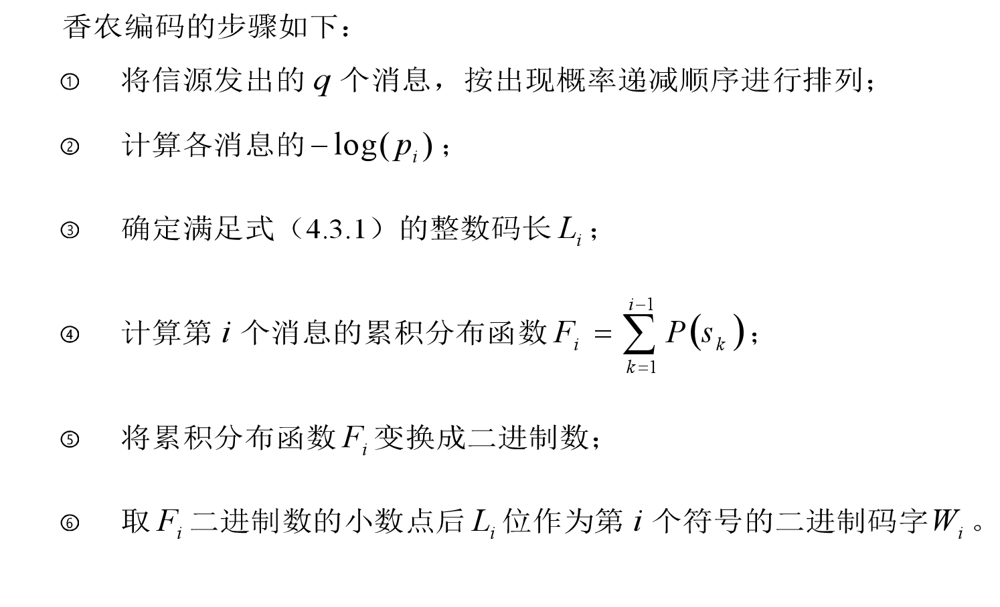 香农编码的步骤如下：
① 将信源发出的 q 个消息，按出现概率递减顺序进行排列；
② 计算各消息的 −log(p_i)；
③ 确定满足式（4.3.1）的整数码长 L_i；
④ 计算第 i 个消息的累积分布函数 F_i = ∑_{k=1}^{i−1} P(s_k)；
⑤ 将累积分布函数 F_i 变换成二进制数；
⑥ 取 F_i 二进制数的小数点后 L_i 位作为第 i 个符号的二进制码字 W_i。